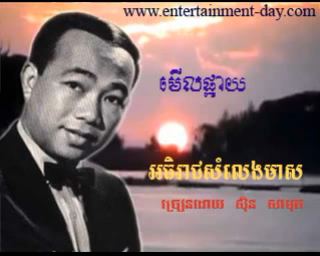 www.entertainment-day.com
មើលផ្កាយ
អធិរាជសំលេងមាស
ច្រៀងដោយ ស៊ីន សាមុត